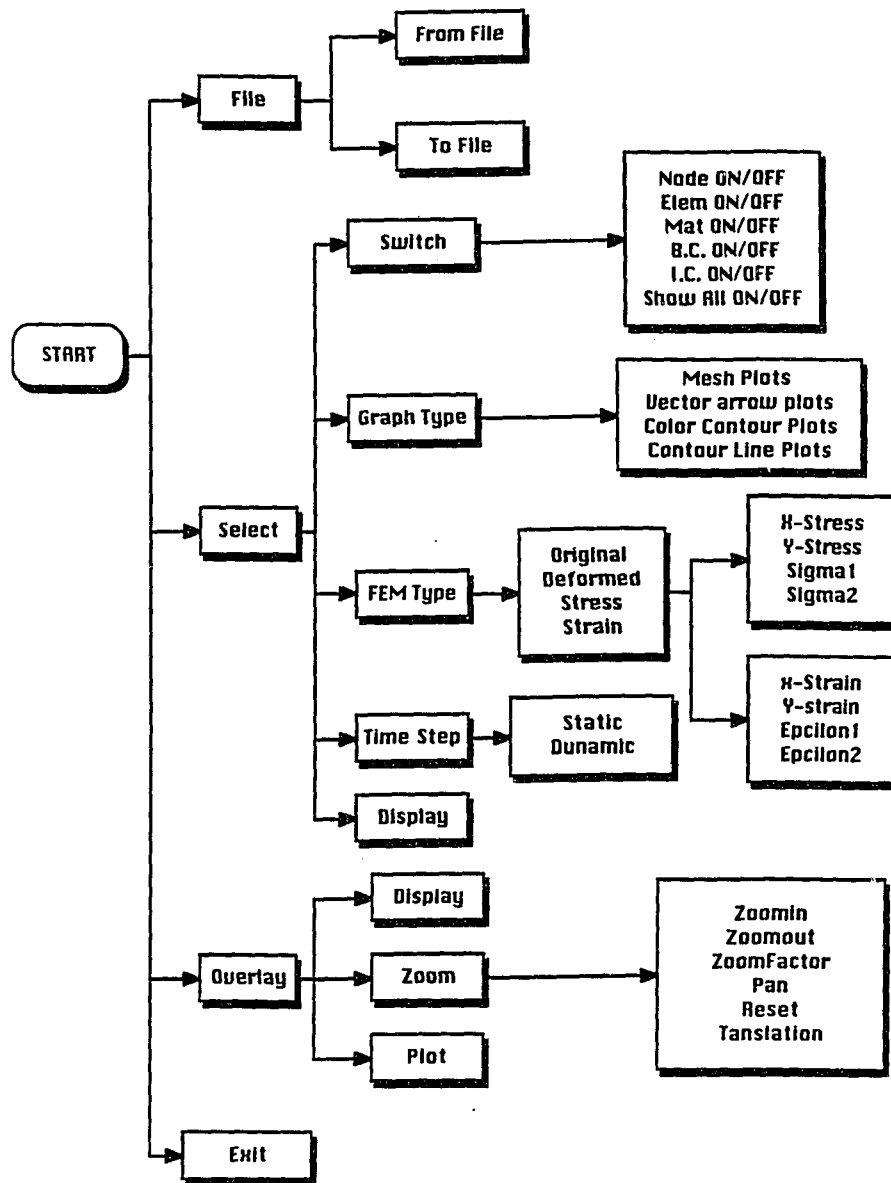 From File
File
To File
Node ON/OFF
Elem ON/OFF
Mat ON/OFF
B.C. ON/OFF
I.C. ON/OFF
Show All ON/OFF
Switch
START
Mesh Plots
Vector arrow plots
Color Contour Plots
Contour Line Plots
Graph Type
Select
X-Stress
Y-Stress
Sigma1
Sigma2
Original
Deformed
Stress
Strain
FEM Type
X-Strain
Y-strain
Epcilon1
Epcilon2
Time Step
Static
Dunamic
Display
Display
Overlay
Zoom
Zoomin
Zoomout
ZoomFactor
Pan
Reset
Tanslation
Plot
Exit